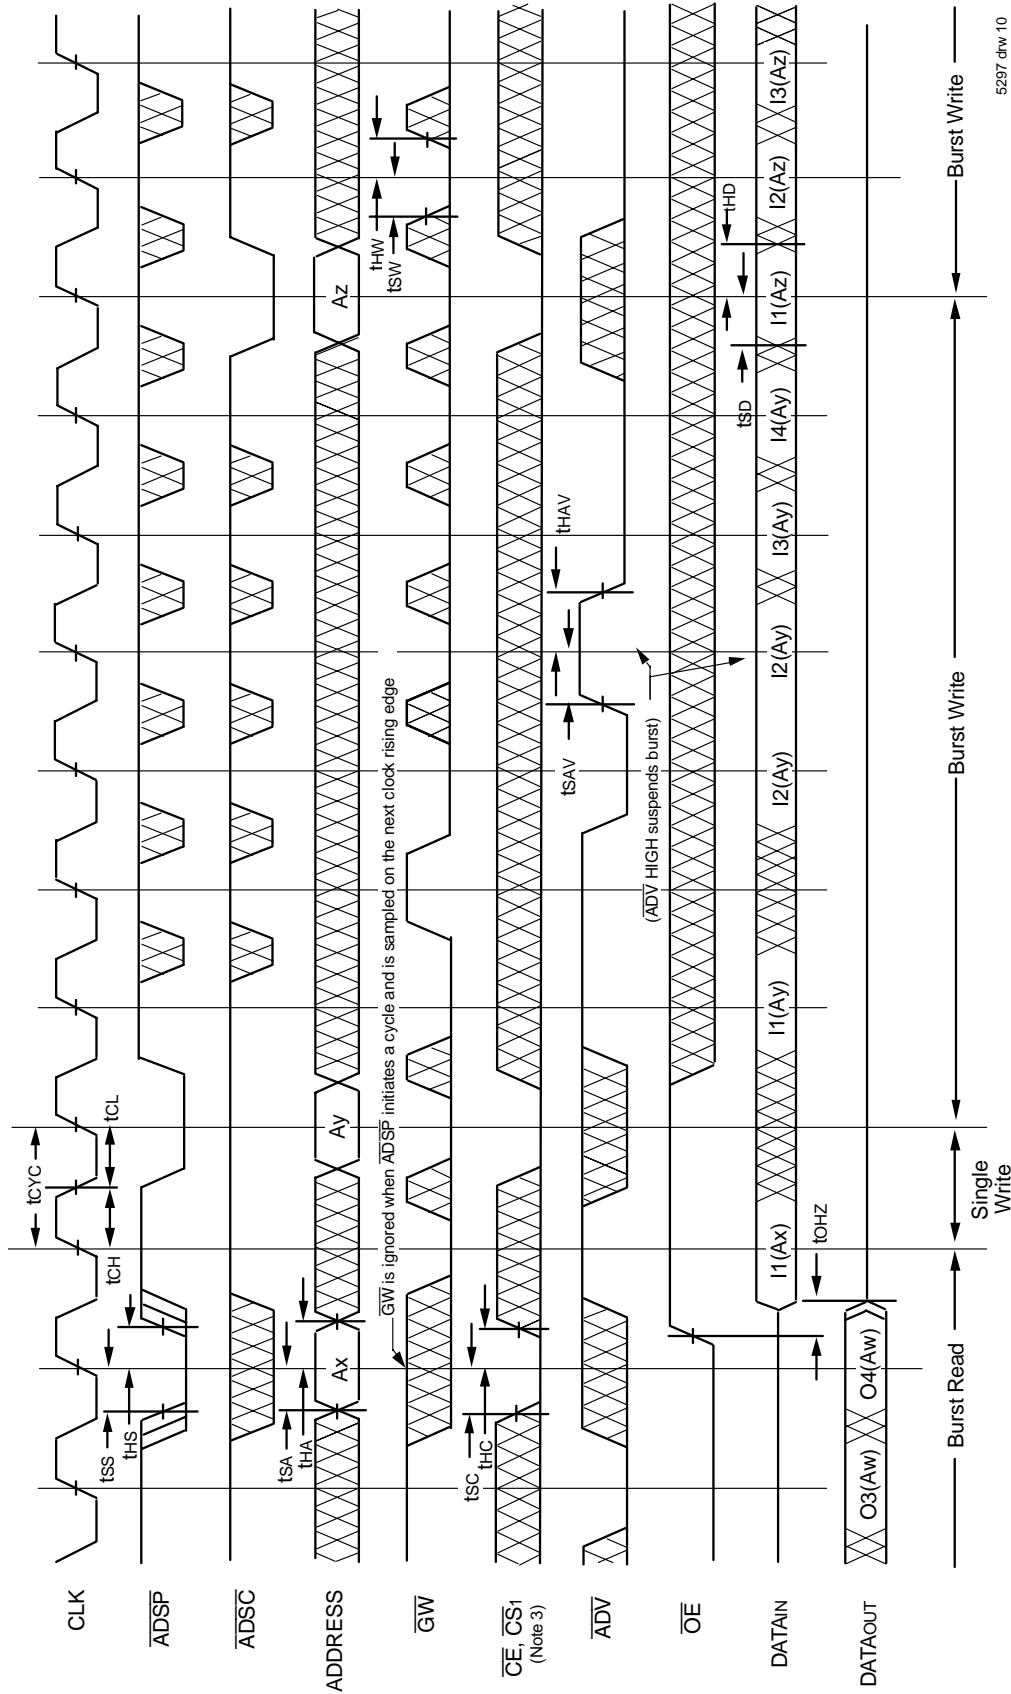 CLK
tCYC
tCH
tCL
ADSP
tSS
tHS
ADSC
ADDRESS
Ax
Ay
Az
tSA
tHA
GW
GW is ignored when ADSP initiates a cycle and is sampled on the next clock rising edge
tHW
tSW
CE, CS1
(Note 3)
tSC
tHC
ADV
tSAV
tHAV
(ADV HIGH suspends burst)
OE
tHD
tSD
DATAIN
I1(Ax)
I1(Ay)
I2(Ay)
I2(Ay)
I3(Ay)
I4(Ay)
I1(Az)
I2(Az)
I3(Az)
tOHZ
DATAOUT
O3(Aw)
O4(Aw)
Burst Read
Single
Write
Burst Write
Burst Write
5297 drw 10